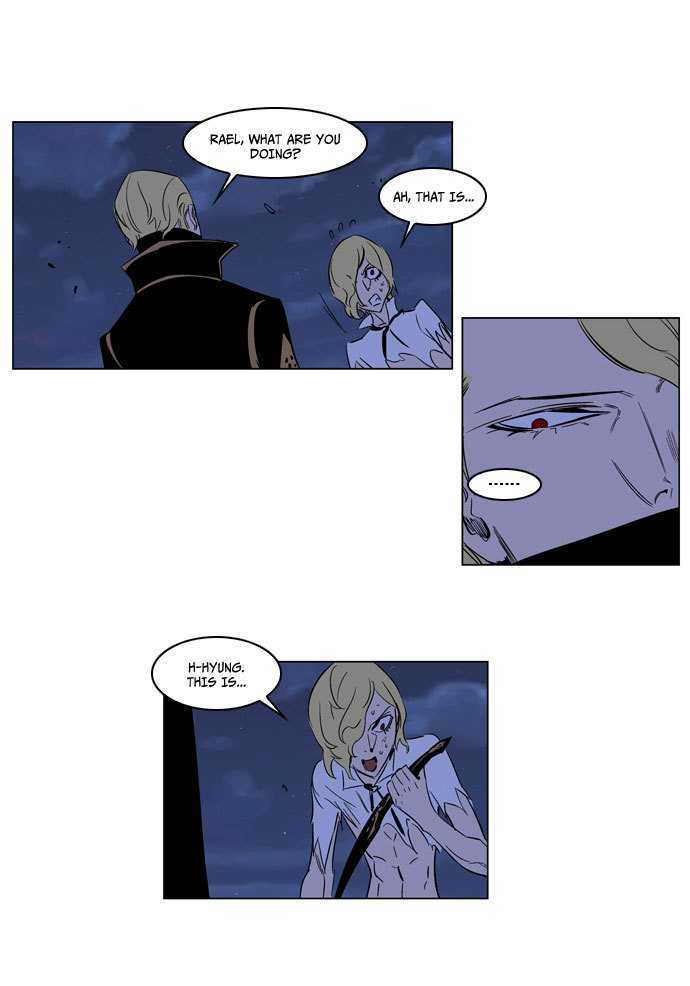 RAEL, WHAT ARE YOU
DOING?
AH, THAT IS...
------
H-HYUNG.
THIS IS...